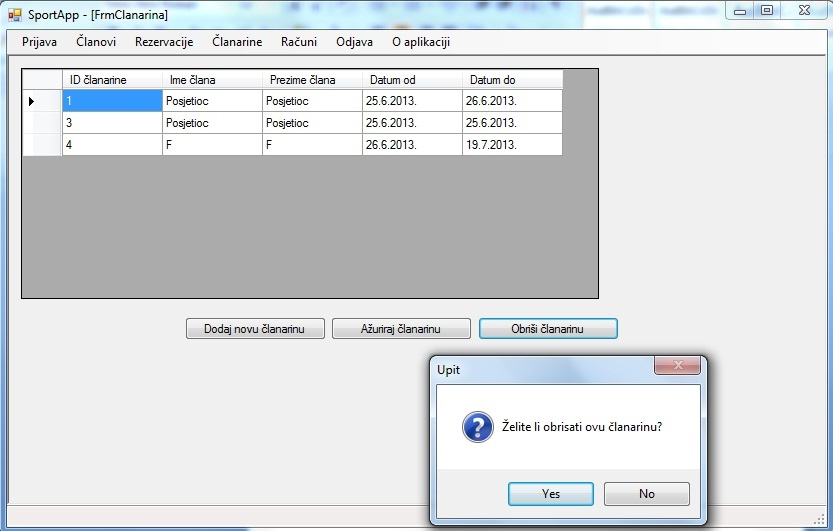 SportApp - [FrmClanarina]
Prijava Članovi Rezervacije Članarine Računi Odjava O aplikaciji
ID članarine Ime člana Prezime člana Datum od Datum do
1 Posjetioc Posjetioc 25.6.2013. 26.6.2013.
3 Posjetioc Posjetioc 25.6.2013. 25.6.2013.
4 F F 26.6.2013. 19.7.2013.
Dodaj novu članarinu Ažuriraj članarinu Obriši članarinu
Upit
Želite li obrisati ovu članarinu?
Yes No